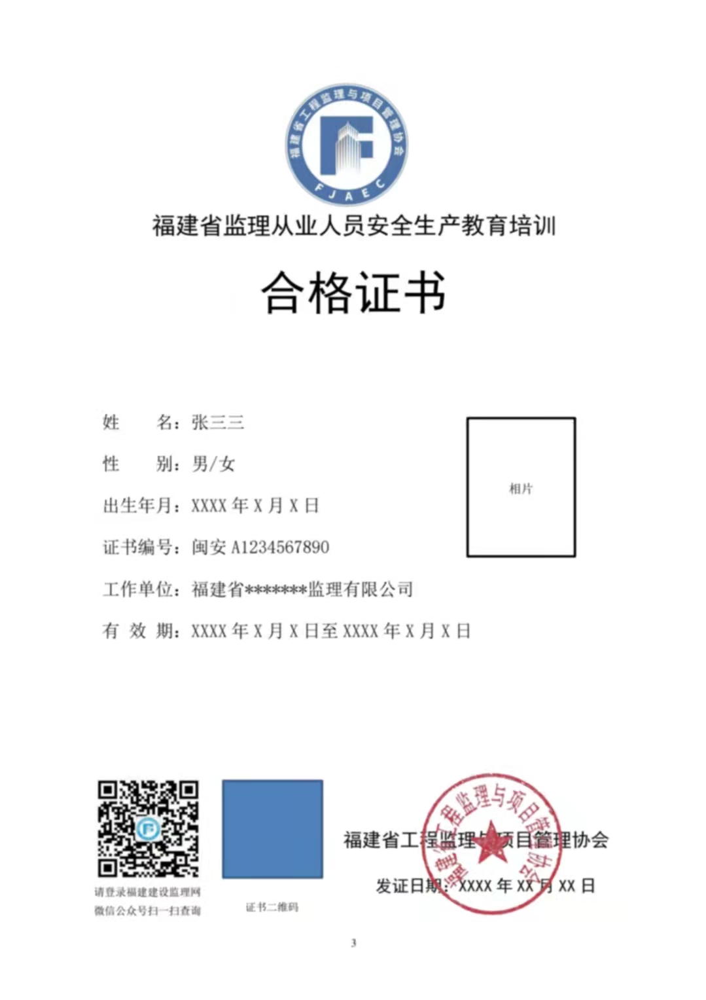 福建省工程监理与项目管理协会
FJAEC
福建省监理从业人员安全生产教育培训
合格证书
姓　　名：张三三
性　　别：男/女
出生年月：XXXX 年 X 月 X 日
证书编号：闽安 A1234567890
工作单位：福建省*******监理有限公司
有 效 期：XXXX 年 X 月 X 日至 XXXX 年 X 月 X 日
相片
请登录福建建设监理网
微信公众号扫一扫查询
证书二维码
福建省工程监理与项目管理协会
福建省工程监理与项目管理协会
发证日期：XXXX 年 XX 月 XX 日
3